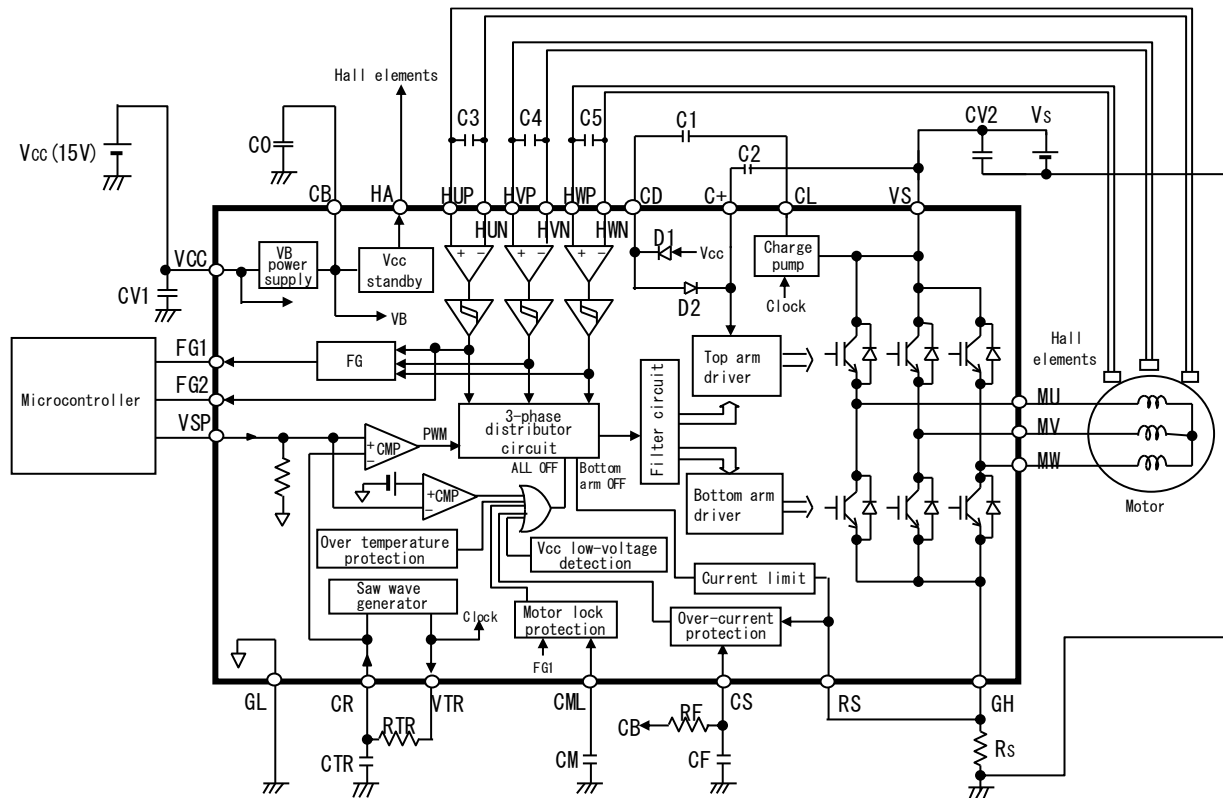 Hall elements
C3
C4
C5
C1
C2
CV2
VS
VCC (15V)
C0
CB
HA
HUP
HUN
HVP
HVN
HWP
HWN
CD
C+
CL
VS
VCC
VB power supply
Vcc standby
D1
Vcc
D2
Charge pump
Clock
CV1
VB
Microcontroller
FG1
FG2
VSP
FG
Top arm driver
Hall elements
MU
MV
MW
Motor
3-phase distributor circuit
Filter circuit
+
-
CMP
PWM
ALL OFF
Bottom arm OFF
+
-
CMP
Bottom arm driver
Over temperature protection
Vcc low-voltage detection
Current limit
Saw wave generator
Clock
Motor lock protection
FG1
Over-current protection
GL
CR
VTR
CML
CS
RS
GH
RTR
CTR
CM
CB
RF
CF
RS
+ -
+ -
+ -